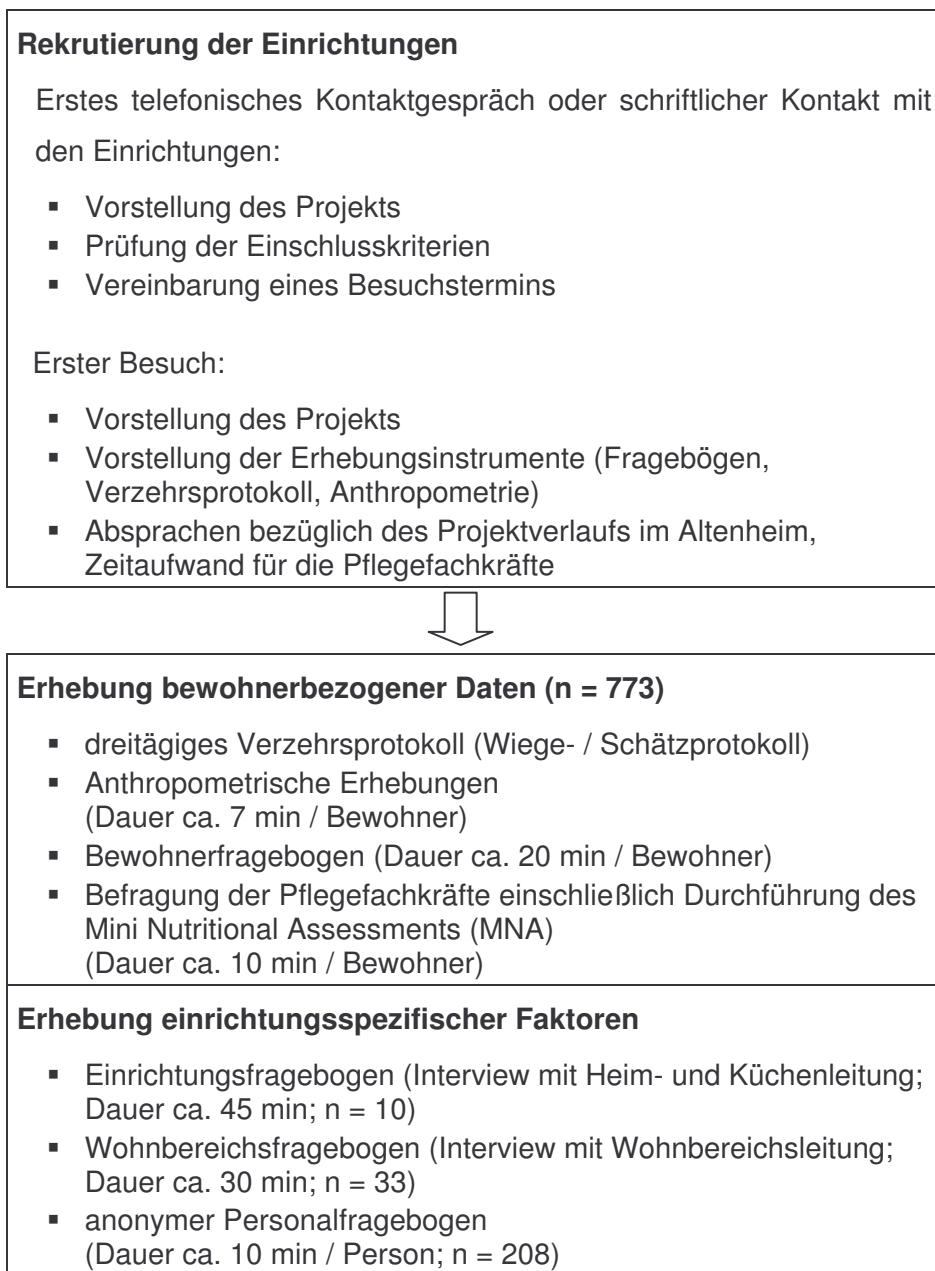 Rekrutierung der Einrichtungen
Erstes telefonisches Kontaktgespräch oder schriftlicher Kontakt mit
den Einrichtungen:
▪ Vorstellung des Projekts
▪ Prüfung der Einschlusskriterien
▪ Vereinbarung eines Besuchstermins
Erster Besuch:
▪ Vorstellung des Projekts
▪ Vorstellung der Erhebungsinstrumente (Fragebögen,
Verzehrsprotokoll, Anthropometrie)
▪ Absprachen bezüglich des Projektverlaufs im Altenheim,
Zeitaufwand für die Pflegefachkräfte
Erhebung bewohnerbezogener Daten (n = 773)
▪ dreitägiges Verzehrsprotokoll (Wiege- / Schätzprotokoll)
▪ Anthropometrische Erhebungen
(Dauer ca. 7 min / Bewohner)
▪ Bewohnerfragebogen (Dauer ca. 20 min / Bewohner)
▪ Befragung der Pflegefachkräfte einschließlich Durchführung des
Mini Nutritional Assessments (MNA)
(Dauer ca. 10 min / Bewohner)
Erhebung einrichtungsspezifischer Faktoren
▪ Einrichtungsfragebogen (Interview mit Heim- und Küchenleitung;
Dauer ca. 45 min; n = 10)
▪ Wohnbereichsfragebogen (Interview mit Wohnbereichsleitung;
Dauer ca. 30 min; n = 33)
▪ anonymer Personalfragebogen
(Dauer ca. 10 min / Person; n = 208)